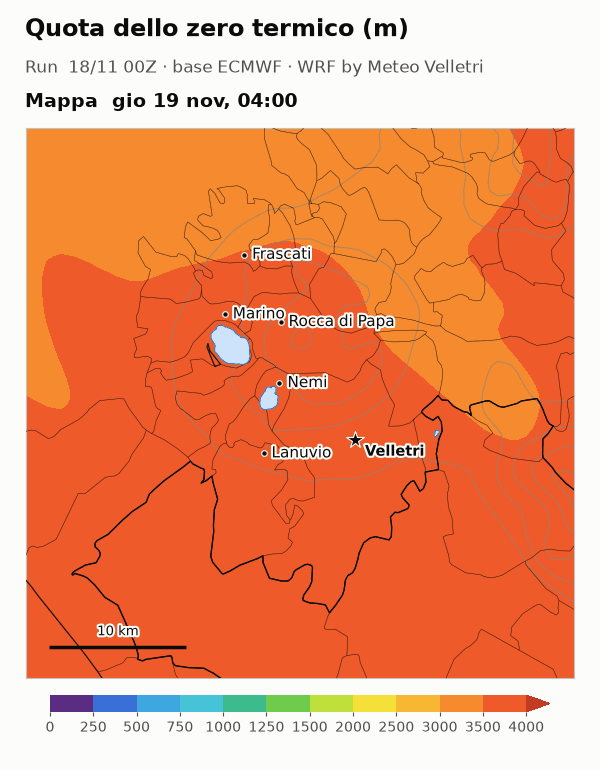 Quota dello zero termico (m)
Run  18/11 00Z · base ECMWF · WRF by Meteo Velletri
Mappa  gio 19 nov, 04:00
Frascati
Marino
Rocca di Papa
Nemi
Velletri
Lanuvio
10 km
0 250 500 750 1000 1250 1500 2000 2500 3000 3500 4000